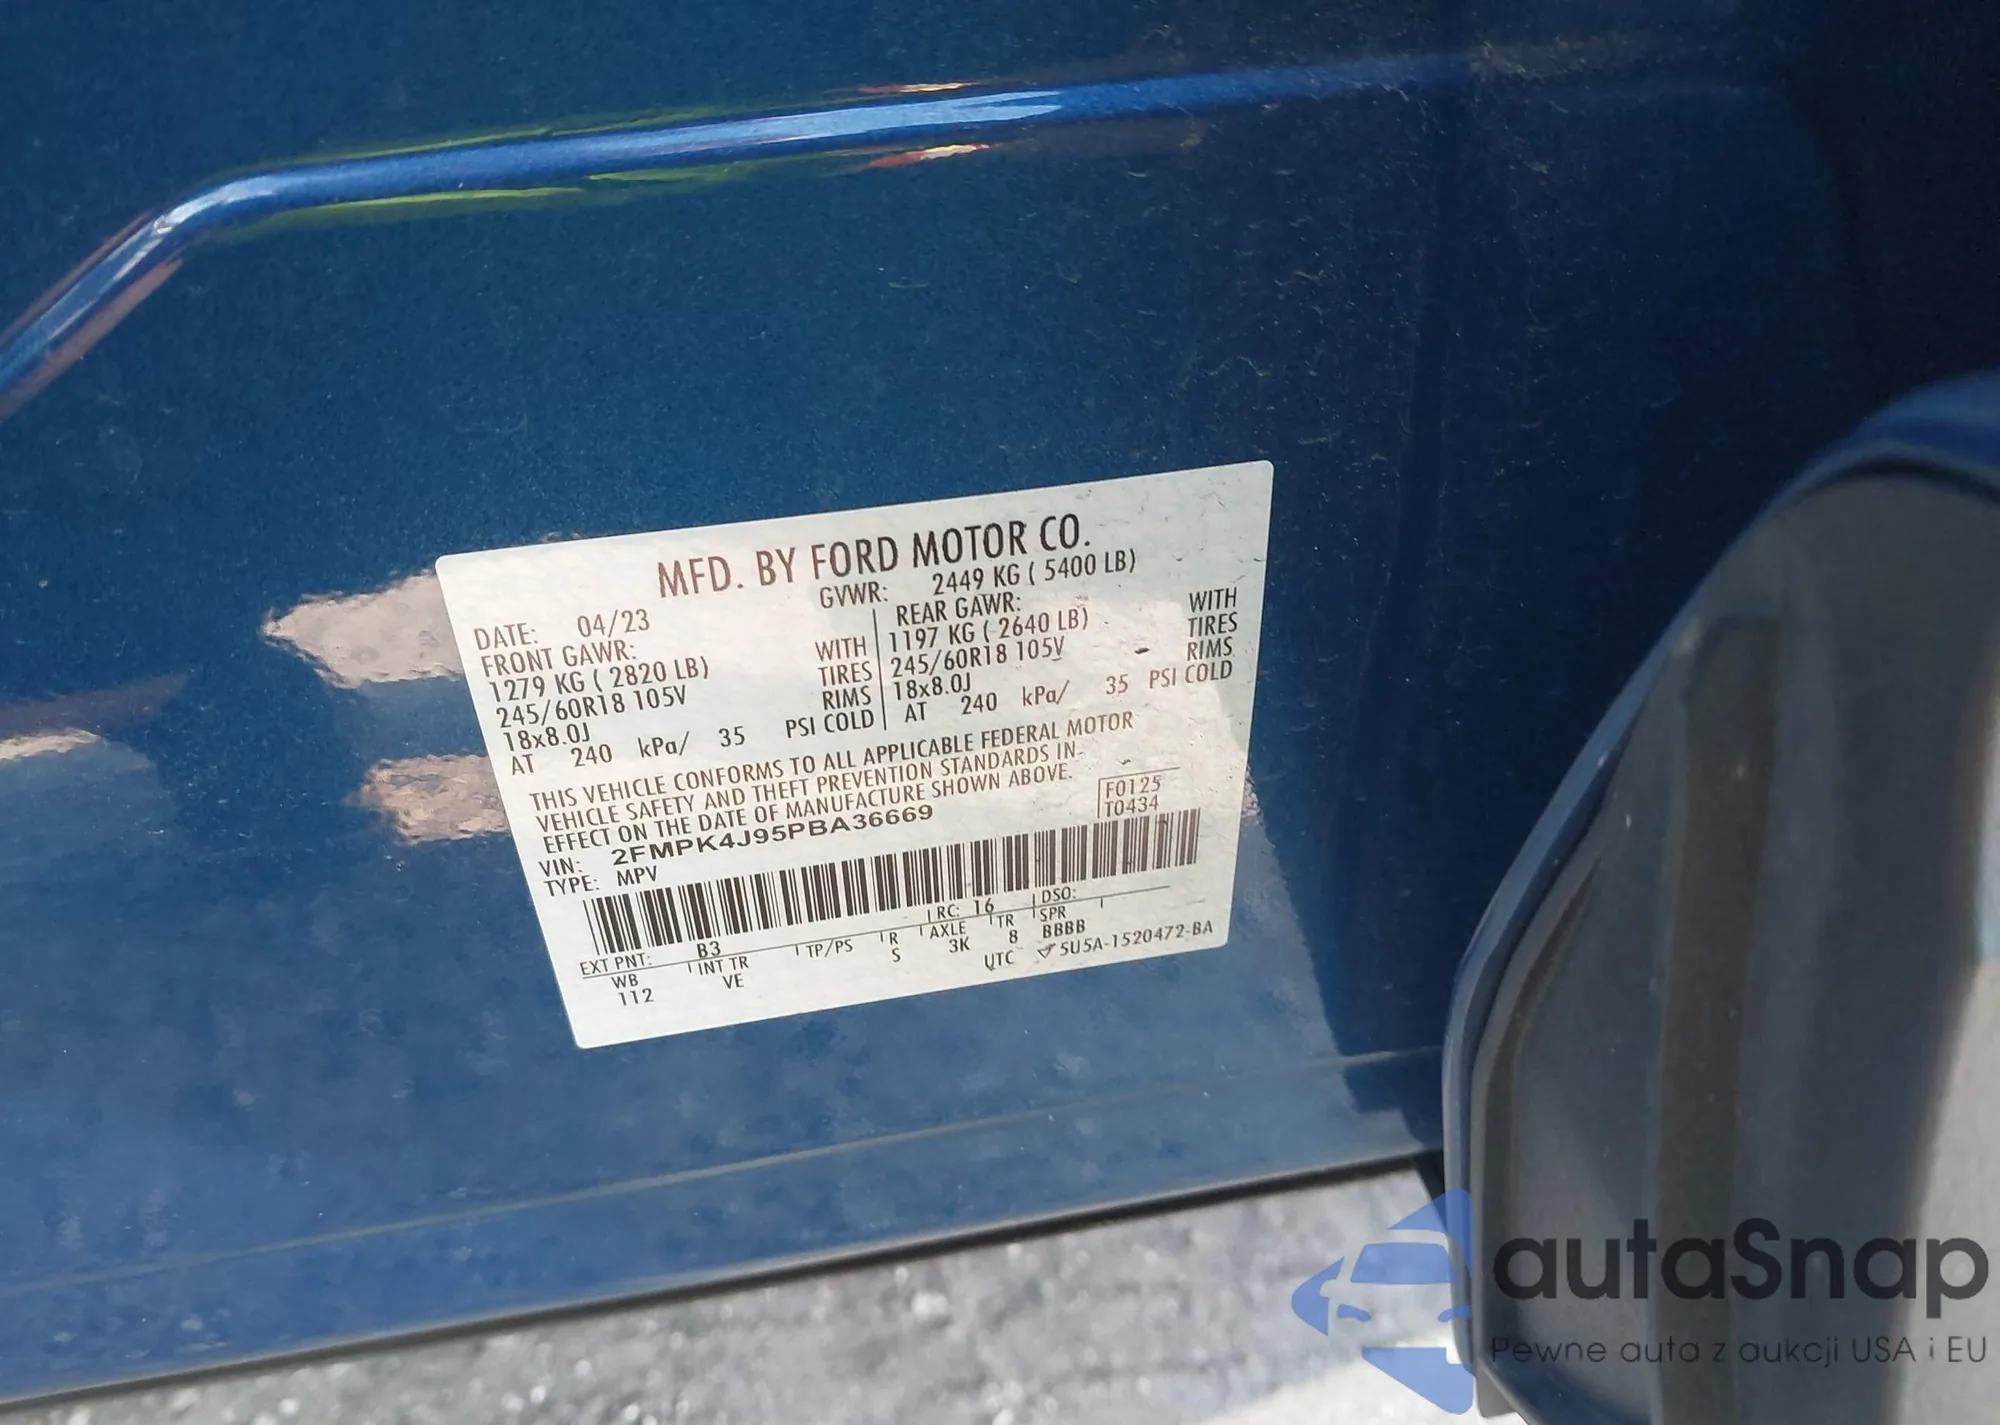 MFD. BY FORD MOTOR CO.
DATE: 04/23 GVWR: 2449 KG ( 5400 LB)
FRONT GAWR: WITH REAR GAWR: WITH
1279 KG ( 2820 LB) TIRES 1197 KG ( 2640 LB) TIRES
245/60R18 105V RIMS 245/60R18 105V RIMS
18x8.0J 18x8.0J
AT 240 kPa/ 35 PSI COLD AT 240 kPa/ 35 PSI COLD
THIS VEHICLE CONFORMS TO ALL APPLICABLE FEDERAL MOTOR
VEHICLE SAFETY AND THEFT PREVENTION STANDARDS IN-
EFFECT ON THE DATE OF MANUFACTURE SHOWN ABOVE.
VIN: 2FMPK4J95PBA36669 F0125
TYPE: MPV T0434
EXT PNT: B3 RC: 16 DSO:
WB INT TR TP/PS R AXLE TR SPR
112 VE S 3K 8 BBBB
UTC 5U5A-1520472-BA
autaSnap
Pewne auta z aukcji USA i EU